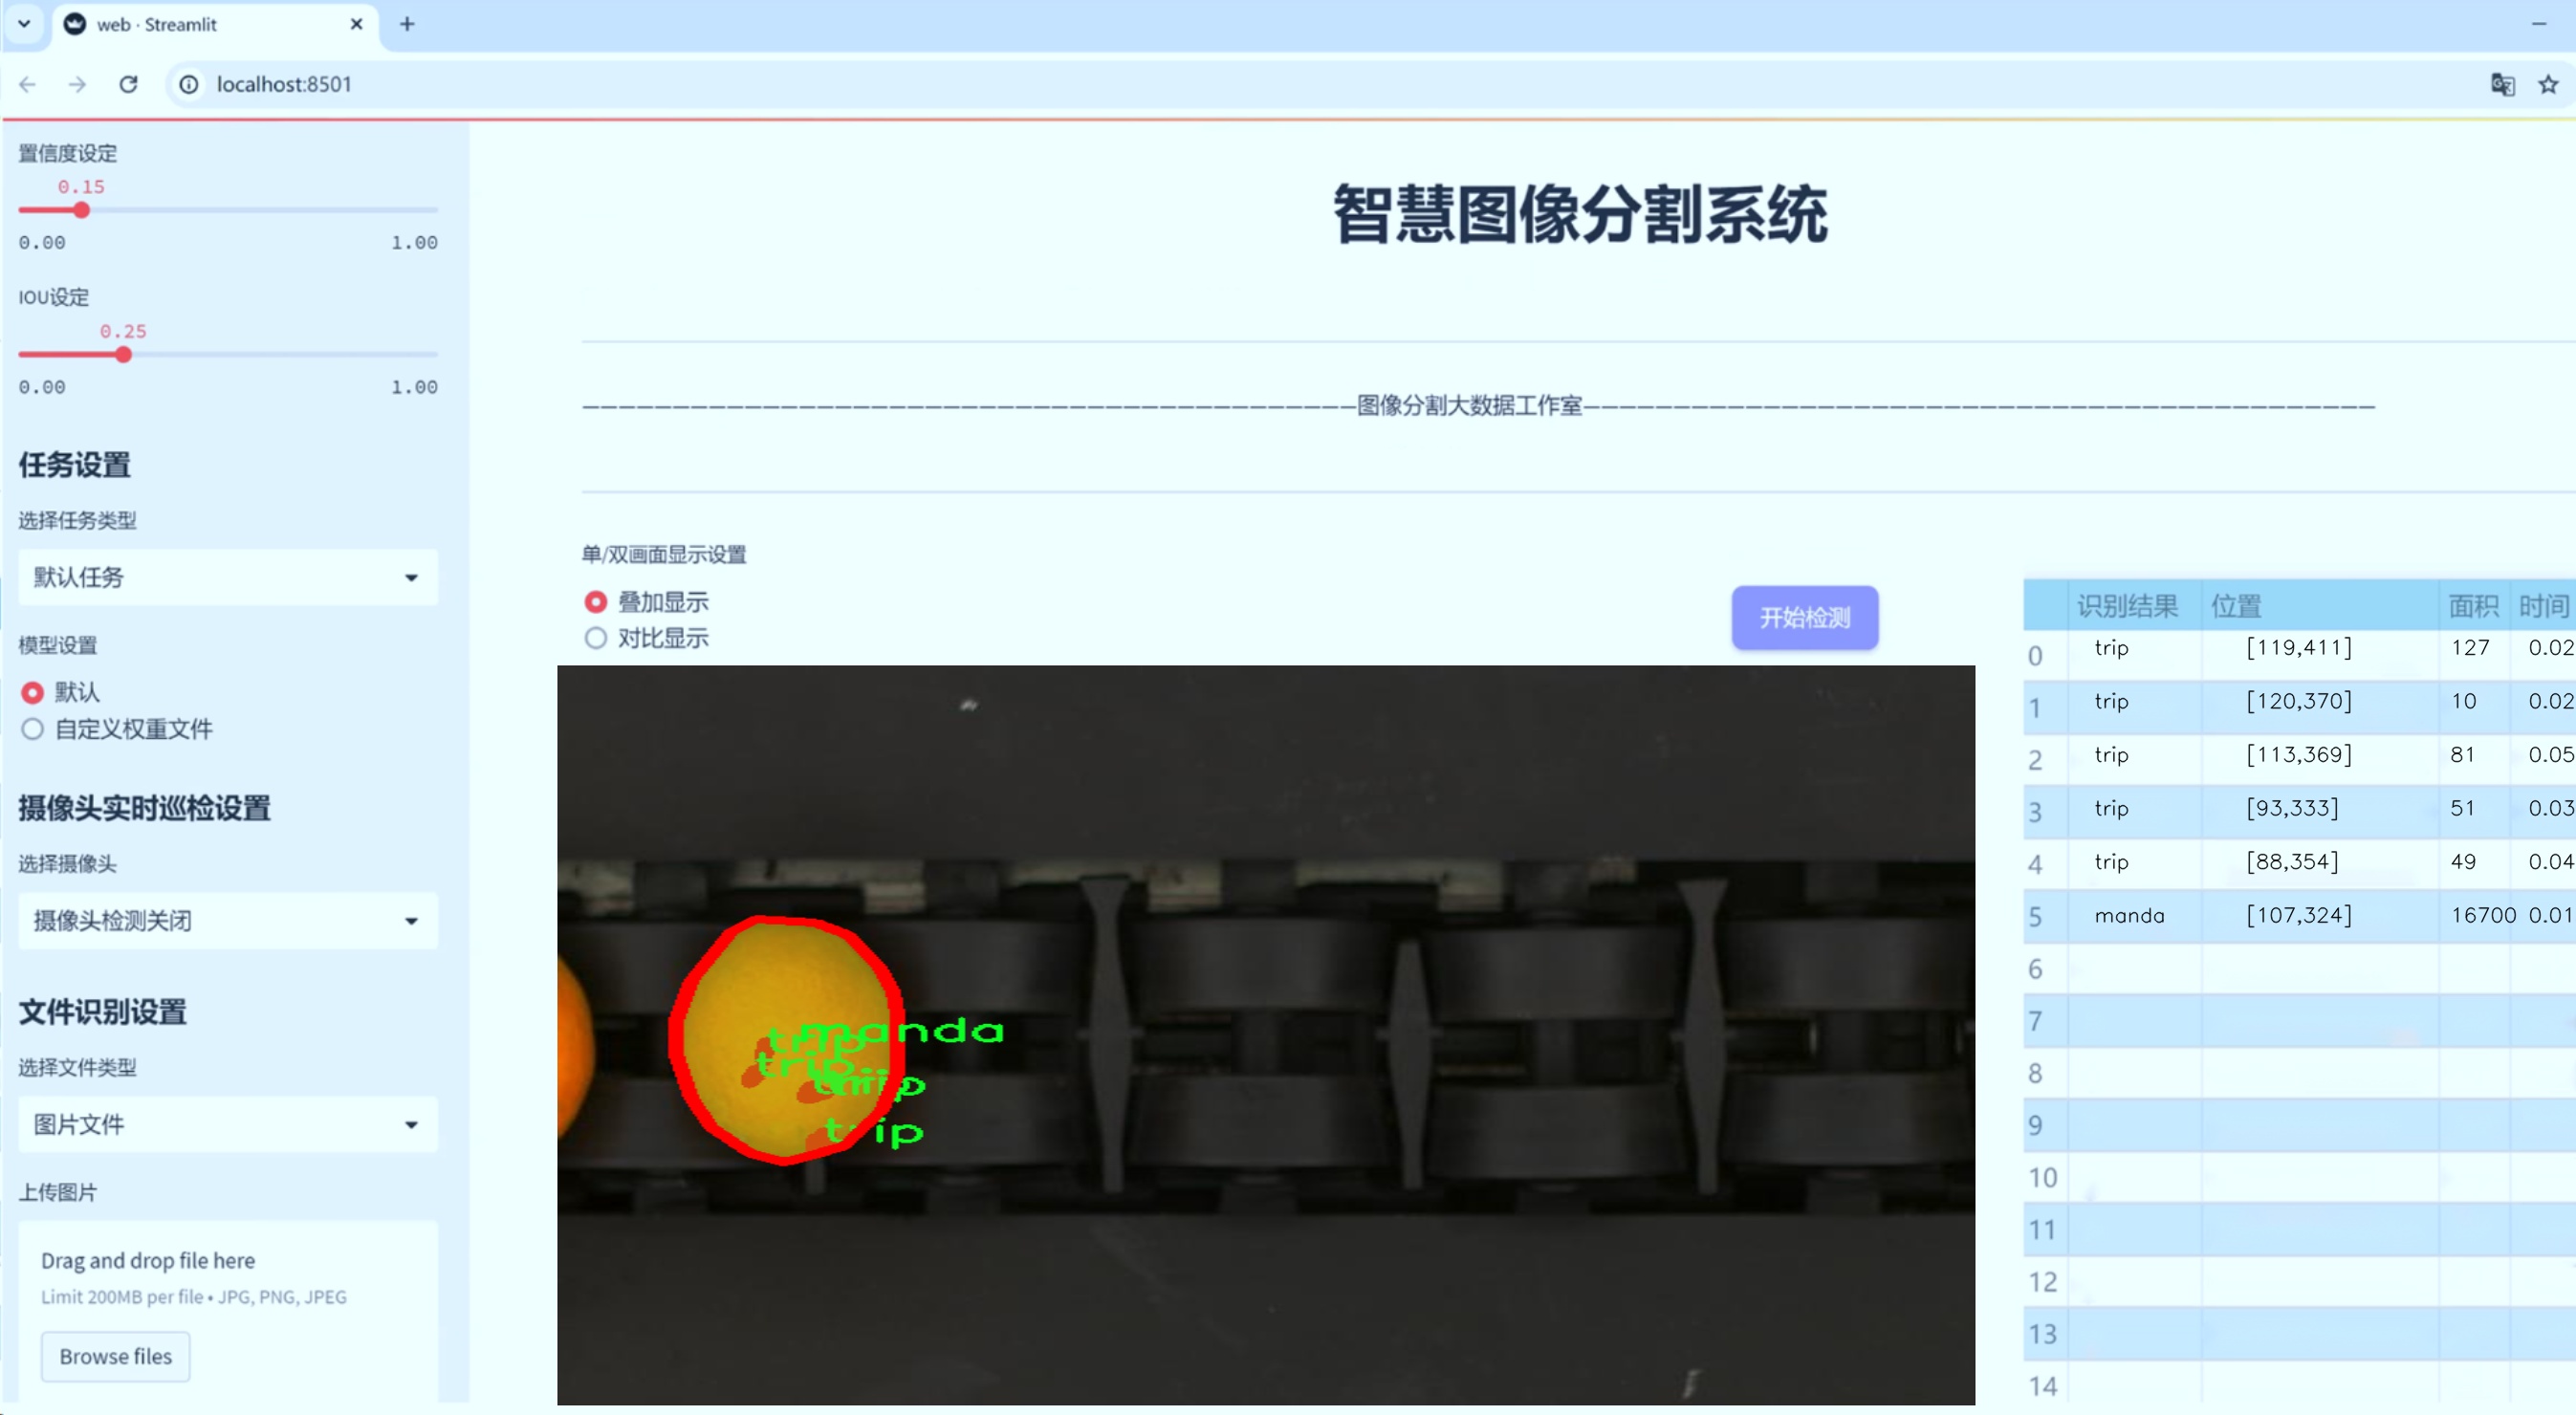 web · Streamlit
localhost:8501
置信度设定
0.15
0.00 1.00
IOU设定
0.25
0.00 1.00
任务设置
选择任务类型
默认任务
模型设置
默认
自定义权重文件
摄像头实时巡检设置
选择摄像头
摄像头检测关闭
文件识别设置
选择文件类型
图片文件
上传图片
Drag and drop file here
Limit 200MB per file • JPG, PNG, JPEG
Browse files
智慧图像分割系统
图像分割大数据工作室
单/双画面显示设置
叠加显示
对比显示
开始检测
manda
trip
trip
trip
trip
识别结果 位置 面积 时间
0 trip [119,411] 127 0.02
1 trip [120,370] 10 0.02
2 trip [113,369] 81 0.05
3 trip [93,333] 51 0.03
4 trip [88,354] 49 0.04
5 manda [107,324] 16700 0.01
6
7
8
9
10
11
12
13
14